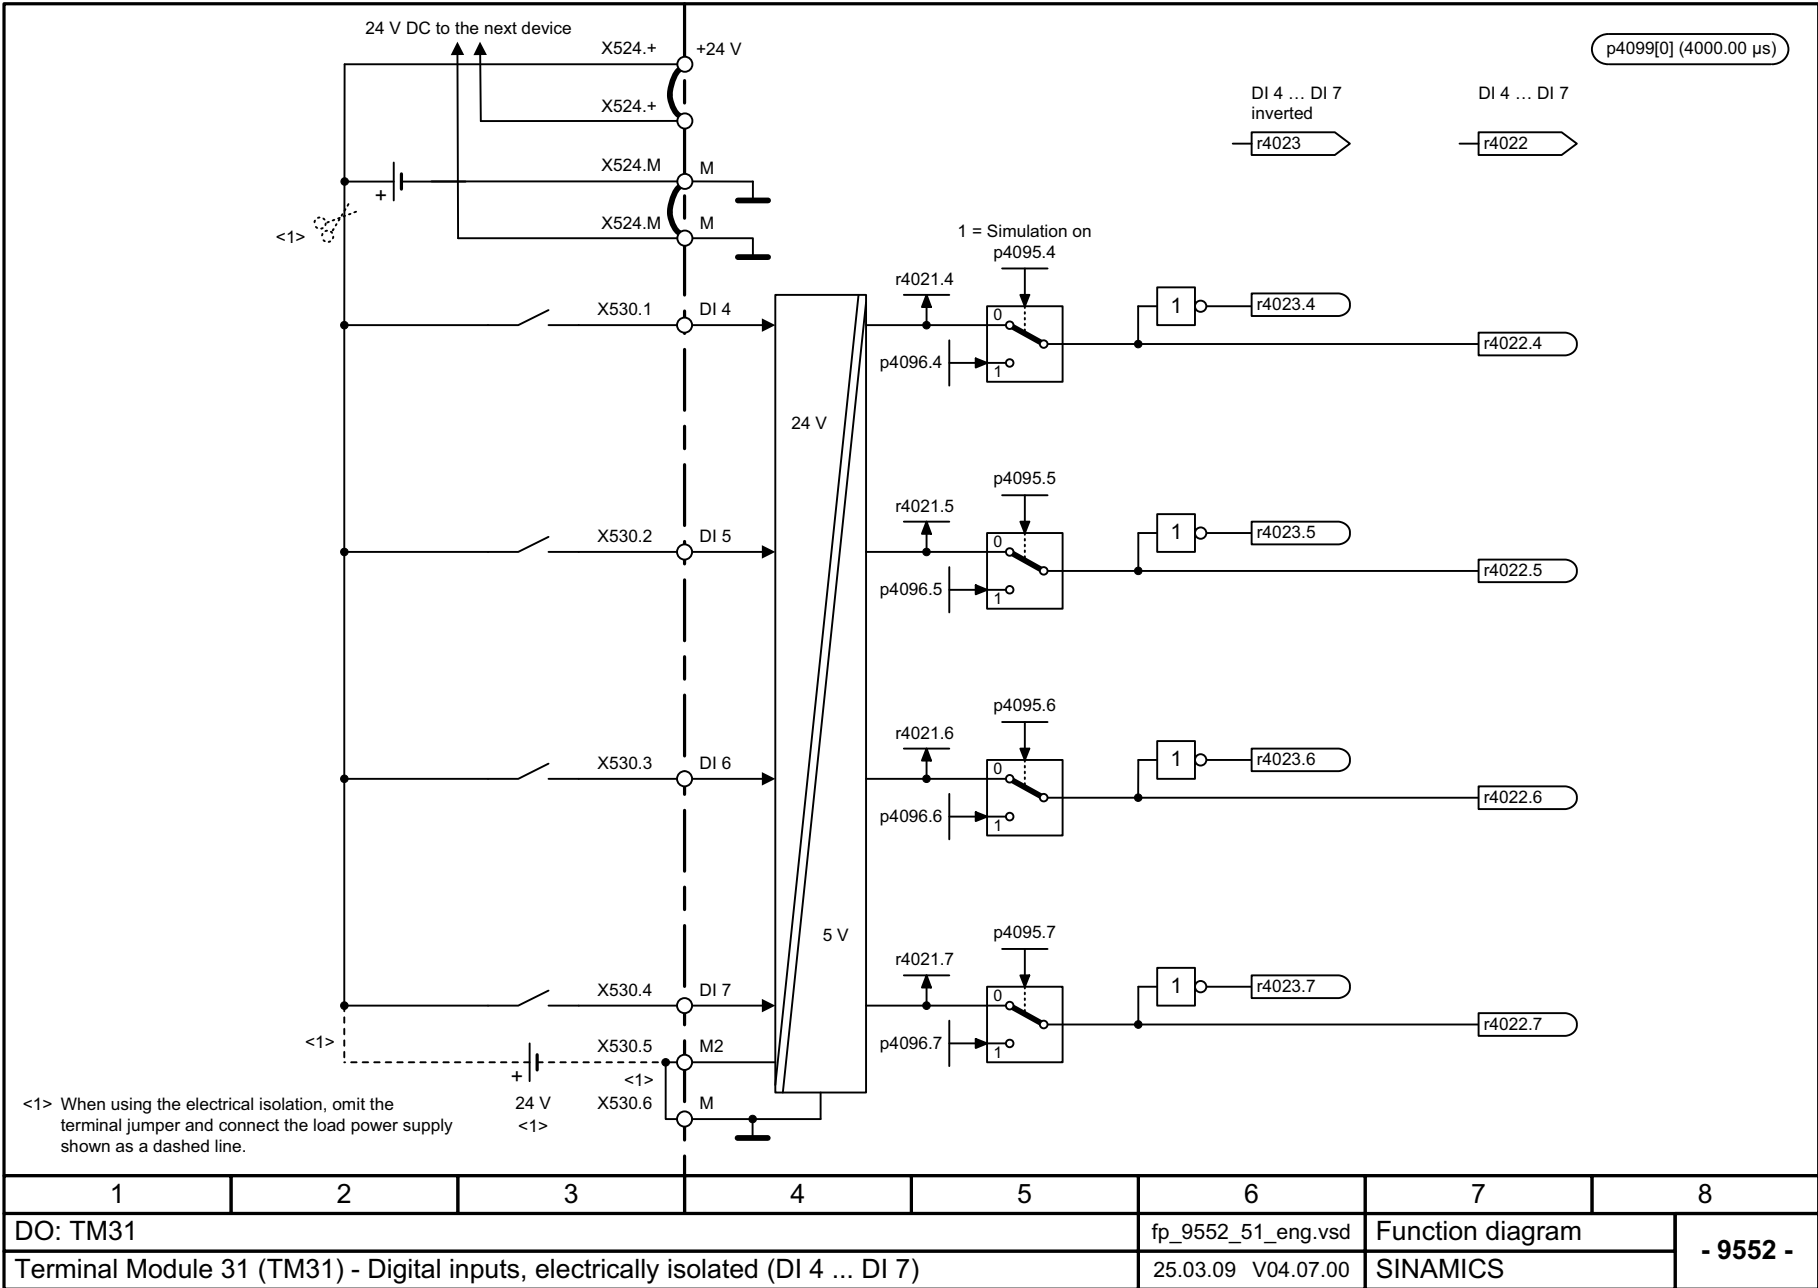 24 V DC to the next device
X524.+
+24 V
p4099[0] (4000.00 µs)
X524.+
DI 4 ... DI 7
inverted
DI 4 ... DI 7
r4023
r4022
X524.M
M
+
X524.M
M
<1>
1 = Simulation on
p4095.4
r4021.4
X530.1
DI 4
0
1
r4023.4
r4022.4
p4096.4
1
24 V
p4095.5
r4021.5
X530.2
DI 5
0
1
r4023.5
r4022.5
p4096.5
1
p4095.6
r4021.6
X530.3
DI 6
0
1
r4023.6
r4022.6
p4096.6
1
5 V
p4095.7
r4021.7
X530.4
DI 7
0
1
r4023.7
r4022.7
p4096.7
1
<1>
X530.5
M2
+
<1>
24 V
<1>
X530.6
M
<1> When using the electrical isolation, omit the
terminal jumper and connect the load power supply
shown as a dashed line.
1 2 3 4 5 6 7 8
DO: TM31
fp_9552_51_eng.vsd
Function diagram
- 9552 -
Terminal Module 31 (TM31) - Digital inputs, electrically isolated (DI 4 ... DI 7)
25.03.09 V04.07.00
SINAMICS